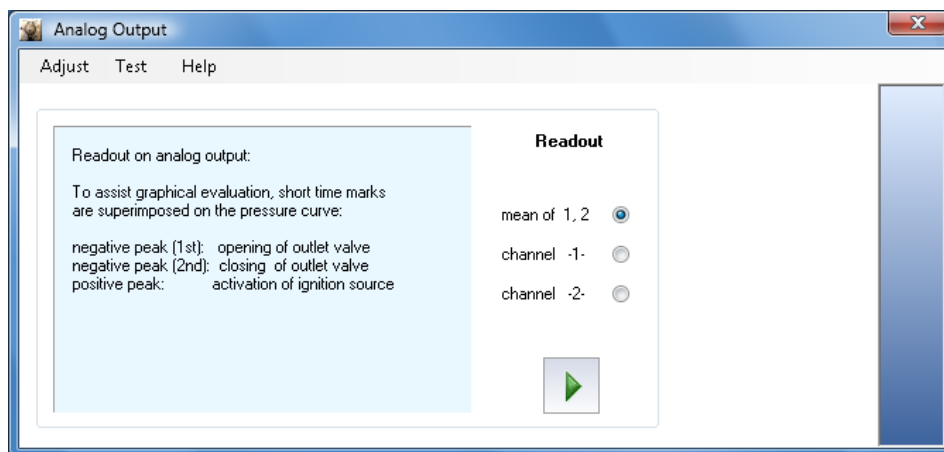 Analog Output
Adjust Test Help
Readout on analog output:
To assist graphical evaluation, short time marks
are superimposed on the pressure curve:
negative peak (1st): opening of outlet valve
negative peak (2nd): closing of outlet valve
positive peak: activation of ignition source
Readout
mean of 1, 2
channel -1-
channel -2-